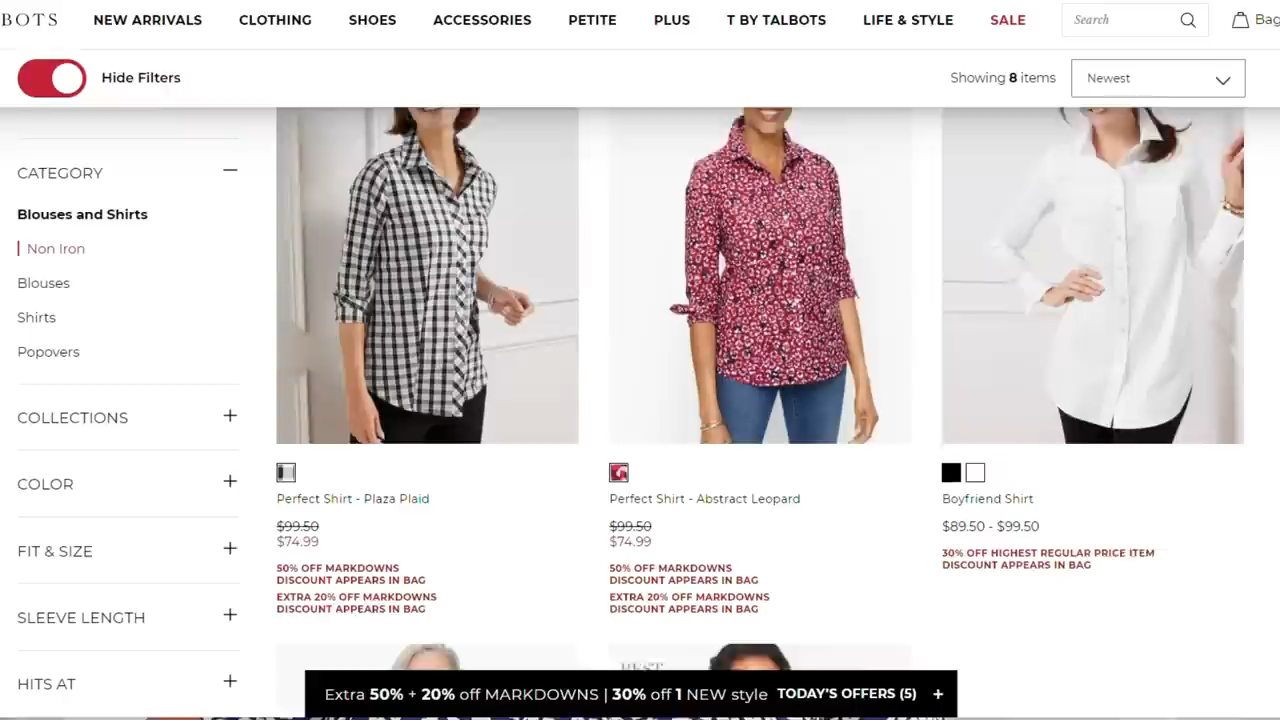 BOTS
NEW ARRIVALS
CLOTHING
SHOES
ACCESSORIES
PETITE
PLUS
T BY TALBOTS
LIFE & STYLE
SALE
Search
Bag
Hide Filters
Showing 8 items
Newest
CATEGORY
Blouses and Shirts
Non Iron
Blouses
Shirts
Popovers
COLLECTIONS
COLOR
FIT & SIZE
SLEEVE LENGTH
HITS AT
Perfect Shirt - Plaza Plaid
$99.50
$74.99
50% OFF MARKDOWNS
DISCOUNT APPEARS IN BAG
EXTRA 20% OFF MARKDOWNS
DISCOUNT APPEARS IN BAG
Perfect Shirt - Abstract Leopard
$99.50
$74.99
50% OFF MARKDOWNS
DISCOUNT APPEARS IN BAG
EXTRA 20% OFF MARKDOWNS
DISCOUNT APPEARS IN BAG
Boyfriend Shirt
$89.50 - $99.50
30% OFF HIGHEST REGULAR PRICE ITEM
DISCOUNT APPEARS IN BAG
BEST
Extra 50% + 20% off MARKDOWNS | 30% off 1 NEW style TODAY'S OFFERS (5) +